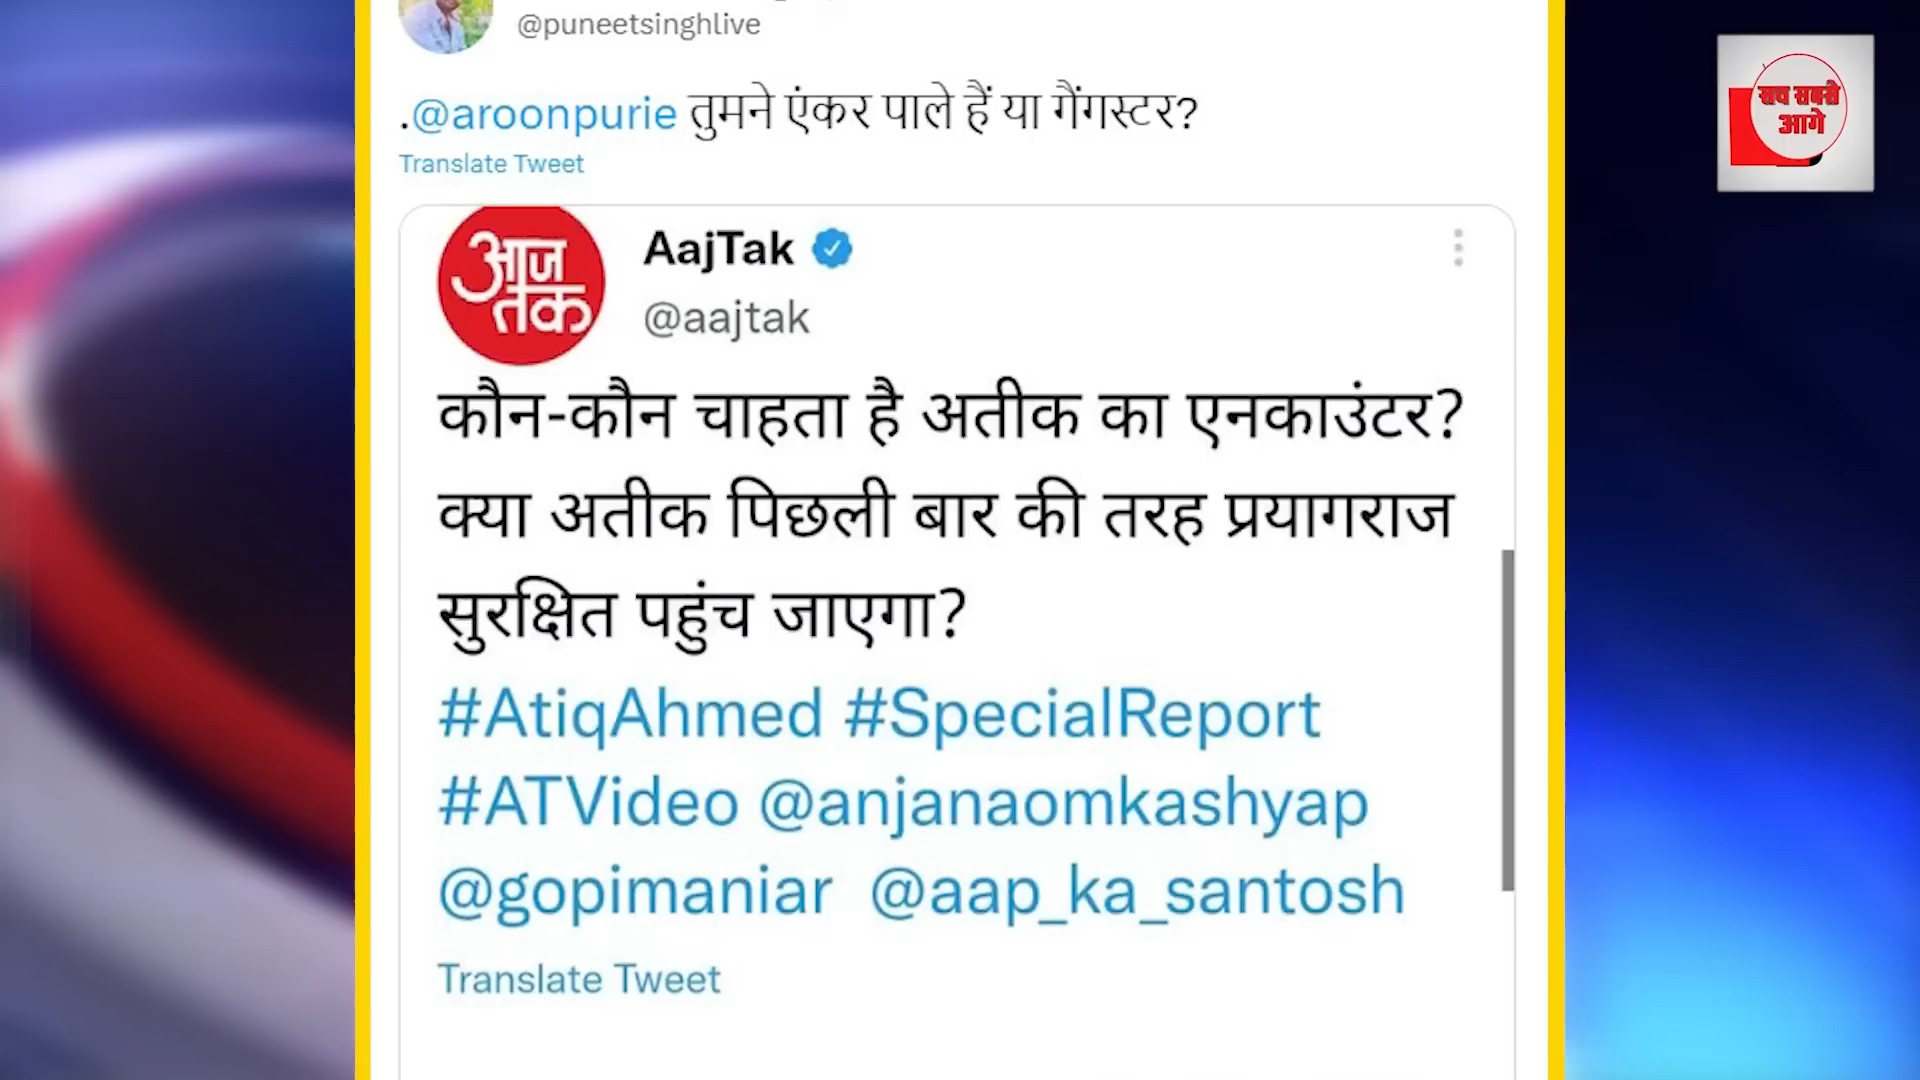 @puneetsinghlive
.@aroonpurie तुमने एंकर पाले हैं या गैंगस्टर?
Translate Tweet
आज
तक
AajTak
@aajtak
कौन-कौन चाहता है अतीक का एनकाउंटर?
क्या अतीक पिछली बार की तरह प्रयागराज
सुरक्षित पहुंच जाएगा?
#AtiqAhmed #SpecialReport
#ATVideo @anjanaomkashyap
@gopimaniar @aap_ka_santosh
Translate Tweet
सच सबसे
आगे